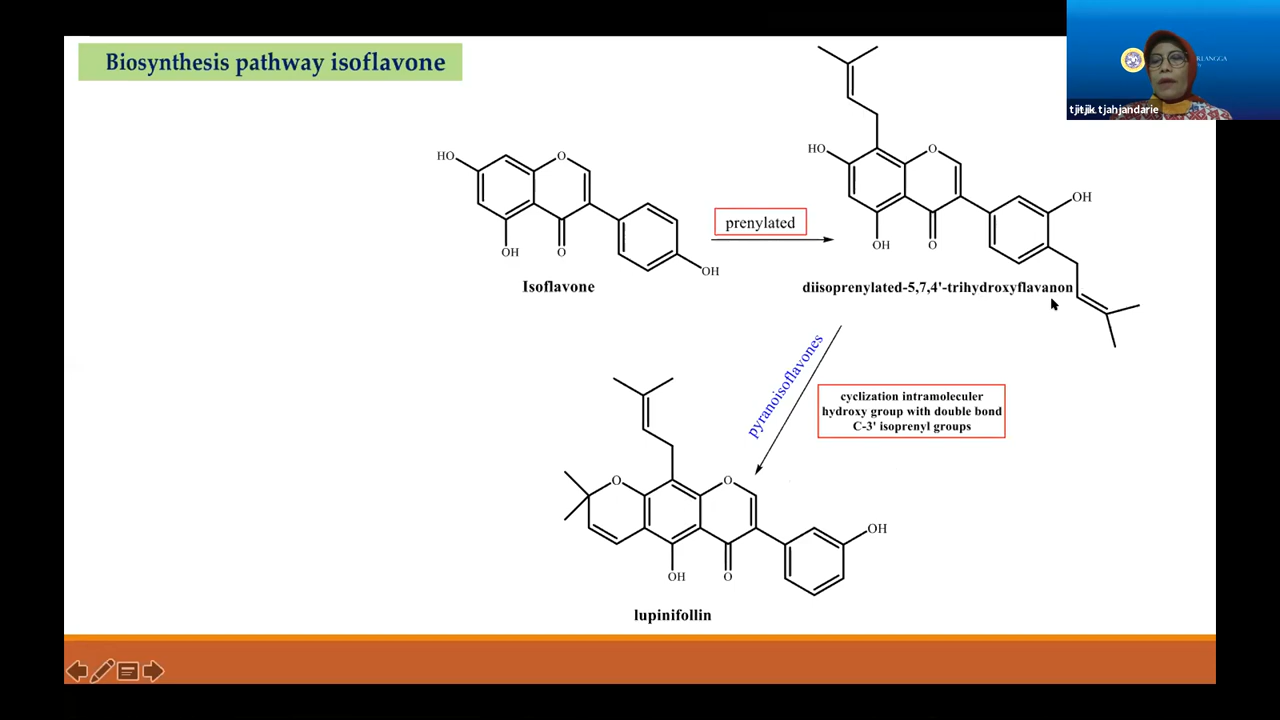 Biosynthesis pathway isoflavone
RLANGGA
tjitjik tjahjandarie
HO
O
OH
O
OH
Isoflavone
prenylated
HO
O
OH
O
OH
diisoprenylated-5,7,4'-trihydroxyflavanon
pyranoisoflavones
cyclization intramoleculer
hydroxy group with double bond
C-3' isoprenyl groups
O
O
OH
OH
O
lupinifollin